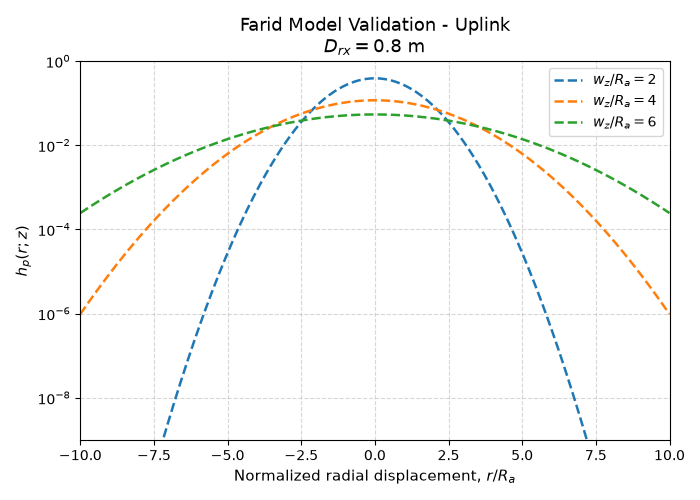 Farid Model Validation - Uplink
$D_{rx} = 0.8$ m
$w_z/R_a = 2$
$w_z/R_a = 4$
$w_z/R_a = 6$
$h_p(r; z)$
$10^0$
$10^{-2}$
$10^{-4}$
$10^{-6}$
$10^{-8}$
−10.0 −7.5 −5.0 −2.5 0.0 2.5 5.0 7.5 10.0
Normalized radial displacement, $r/R_a$